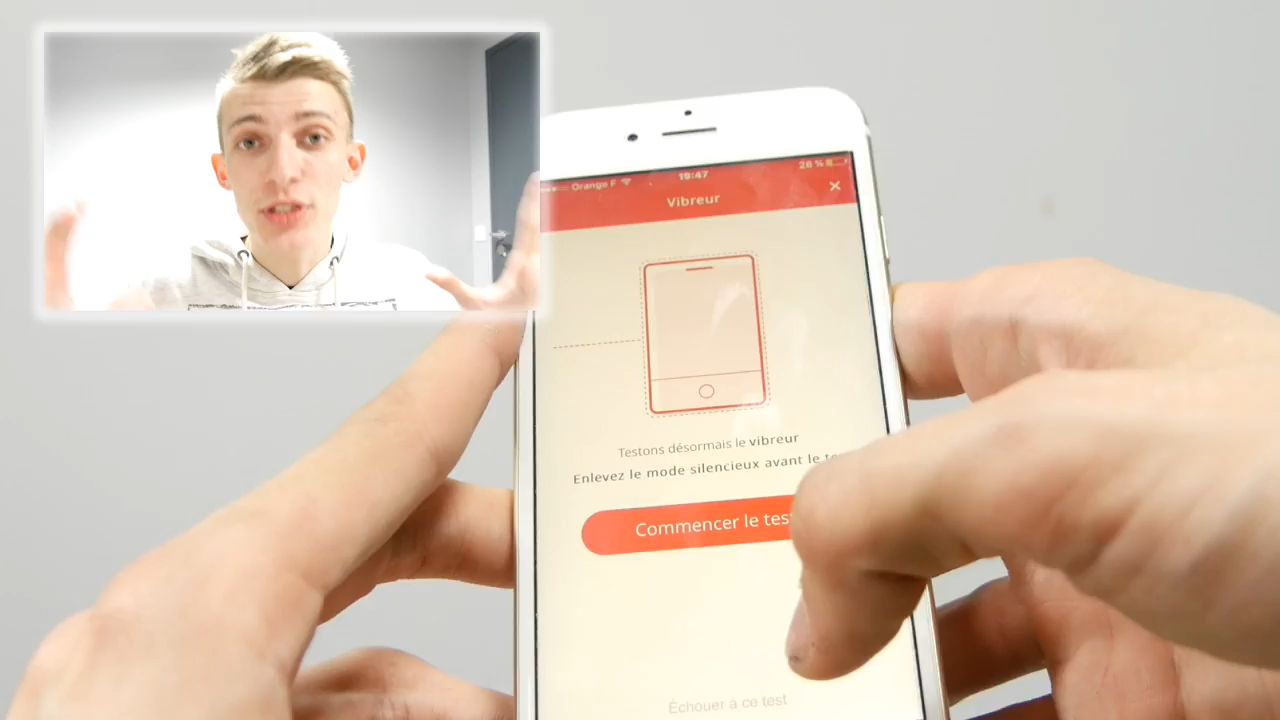 Orange F 19:47 26 %
Vibreur
Testons désormais le vibreur
Enlevez le mode silencieux avant le
Commencer le test
Échouer à ce test